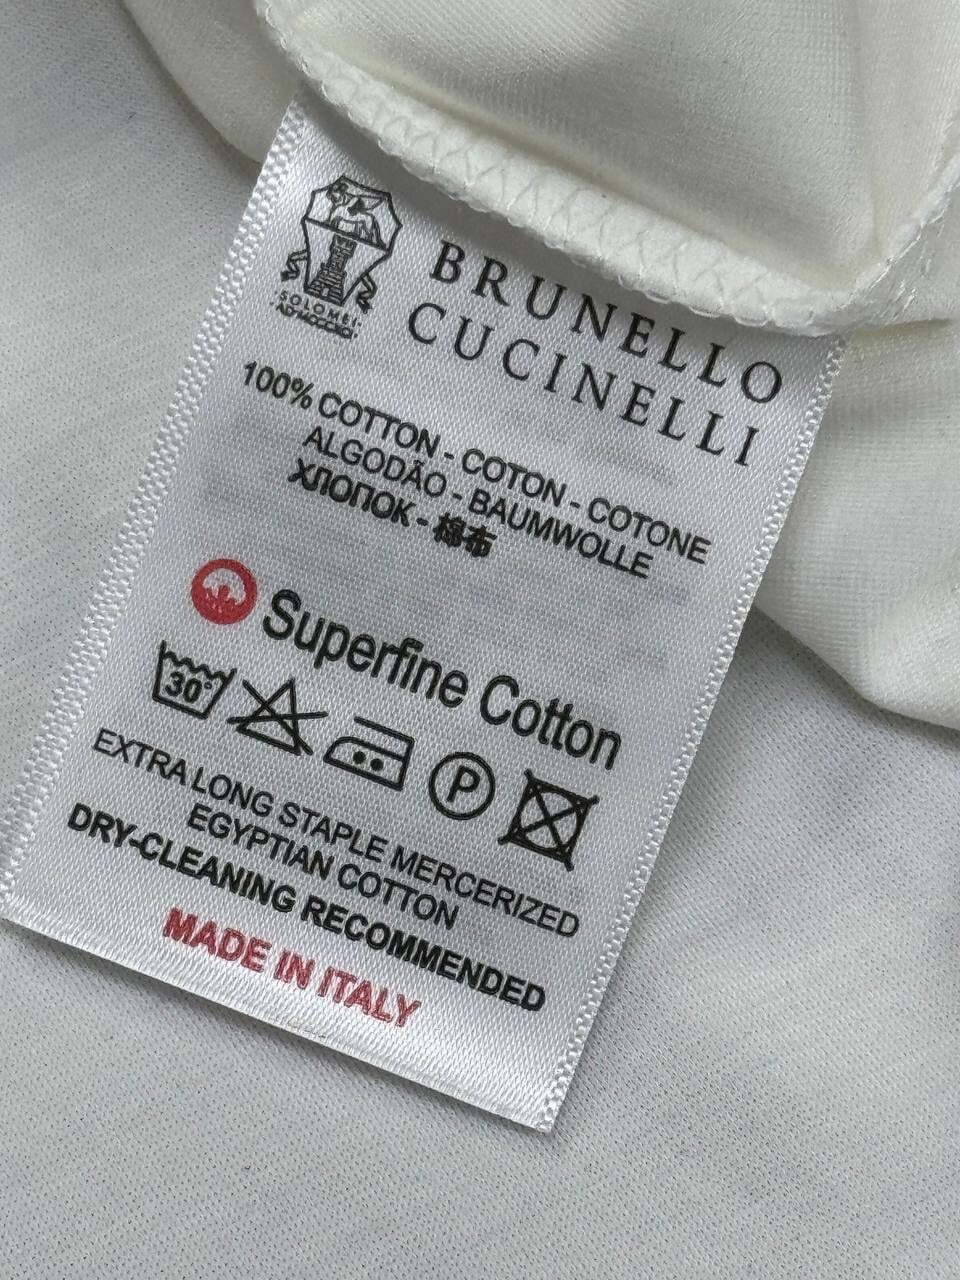 SOLOMEI
BRUNELLO
CUCINELLI
100% COTTON - COTON - COTONE
ALGODÃO - BAUMWOLLE
ХЛОПОК - 棉布
Superfine Cotton
30°
P
EXTRA LONG STAPLE MERCERIZED
EGYPTIAN COTTON
DRY-CLEANING RECOMMENDED
MADE IN ITALY